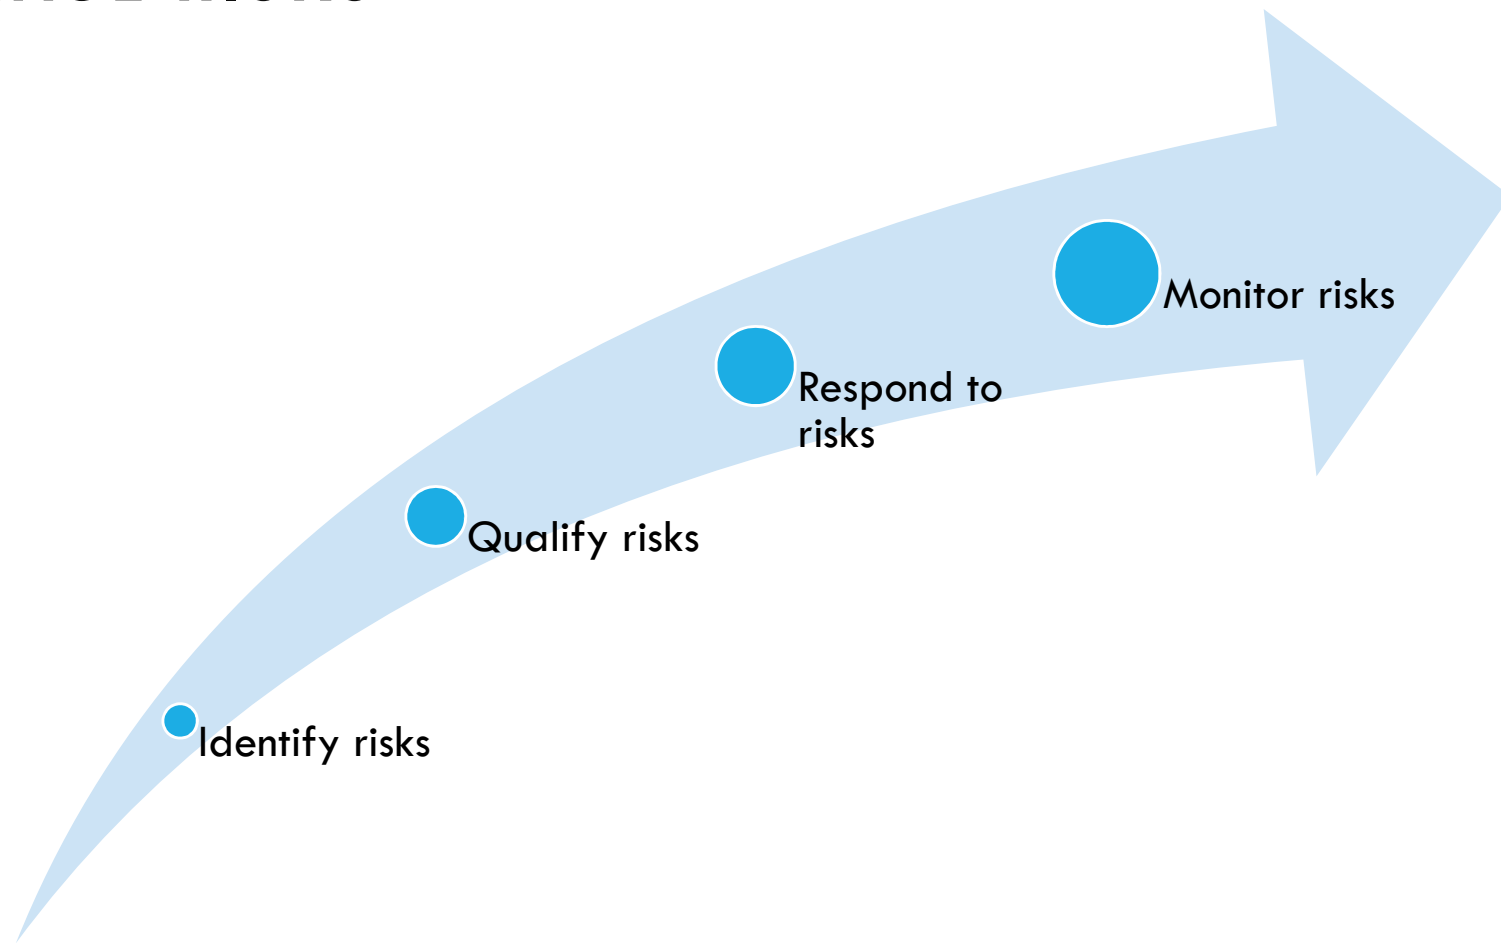 Monitor risks
Respond to
risks
Qualify risks
Identify risks